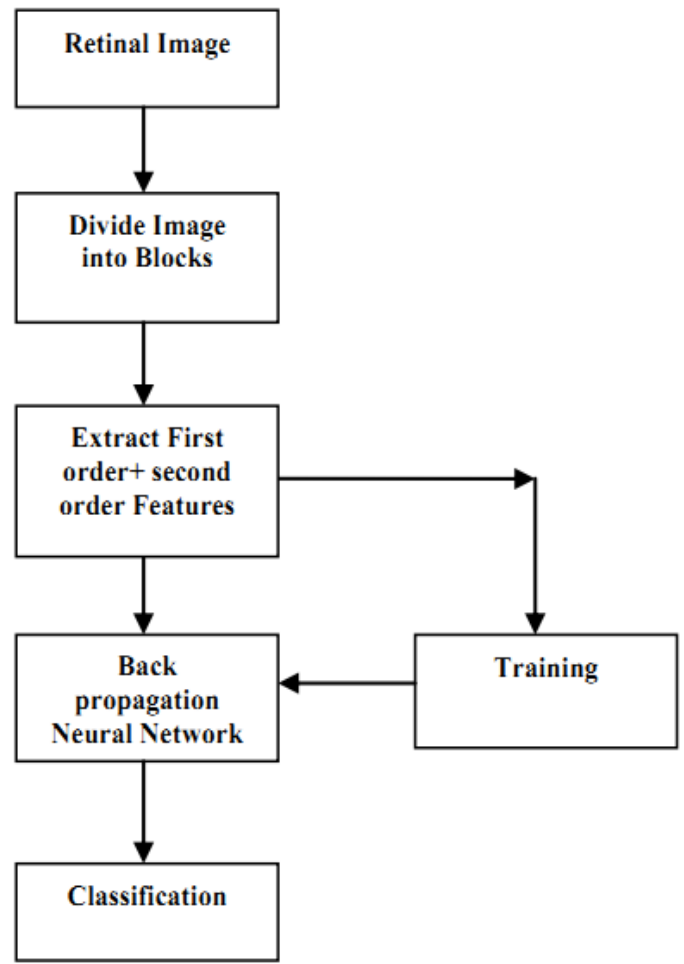 Retinal Image
Divide Image
into Blocks
Extract First
order+ second
order Features
Back
propagation
Neural Network
Training
Classification